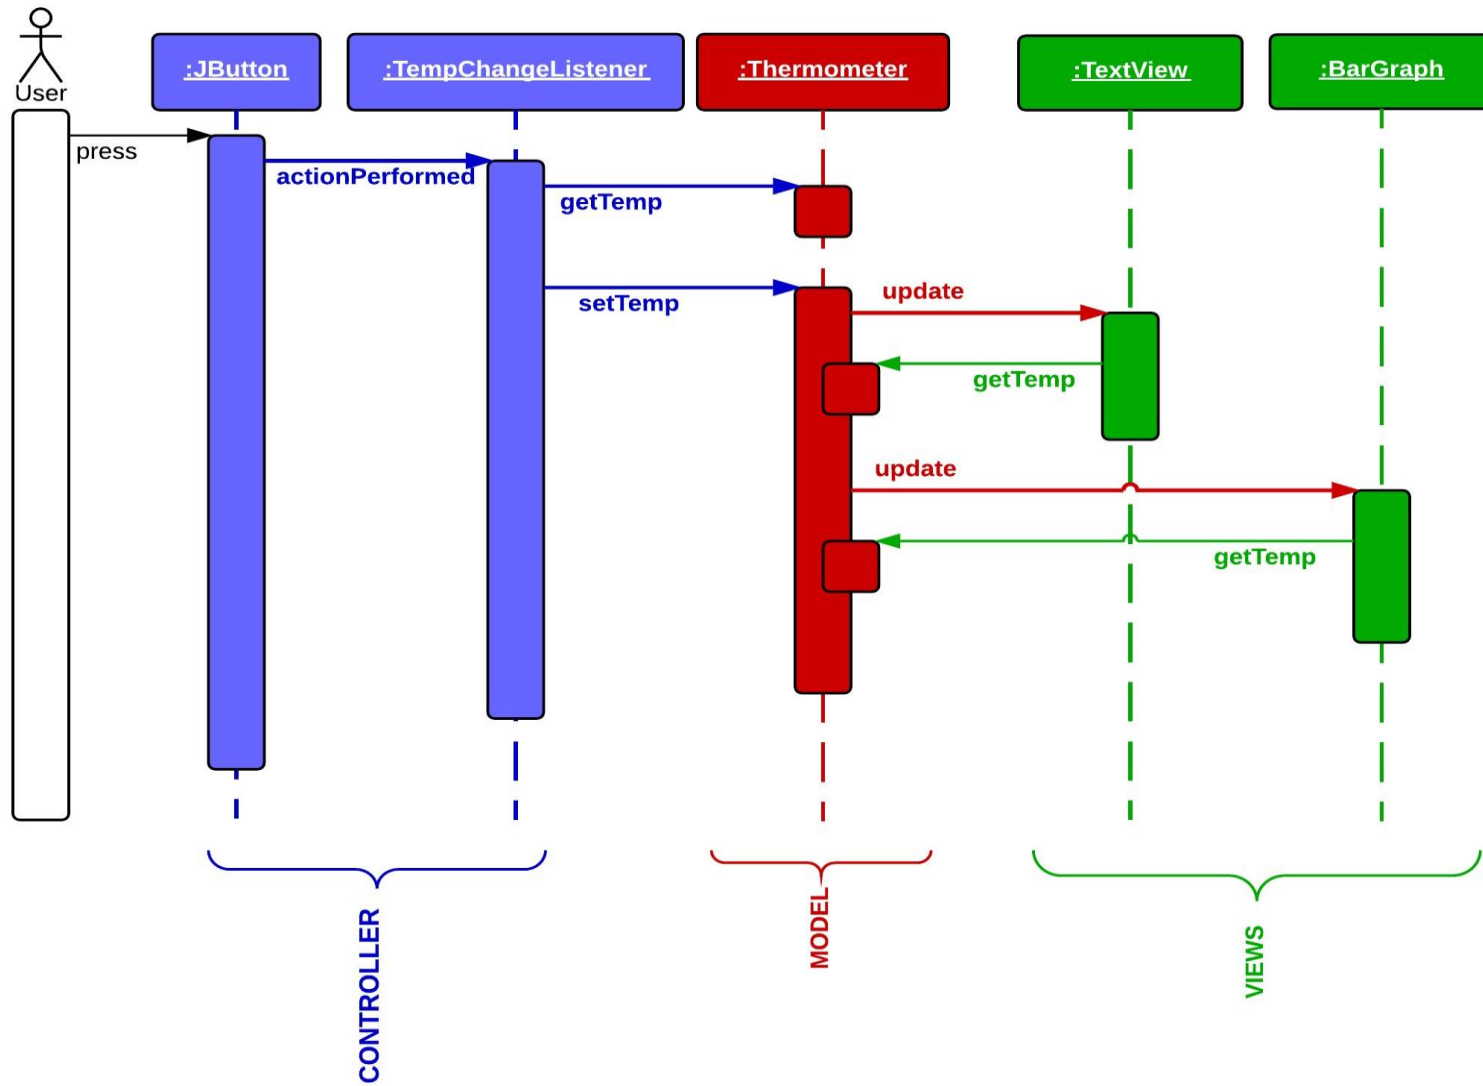 User
:JButton
:TempChangeListener
:Thermometer
:TextView
:BarGraph
press
actionPerformed
getTemp
setTemp
update
getTemp
update
getTemp
CONTROLLER
MODEL
VIEWS